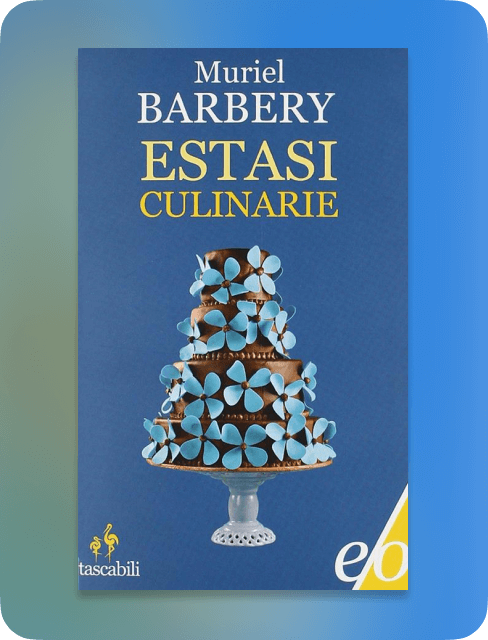 Muriel
BARBERY
ESTASI
CULINARIE
tascabili
e/o